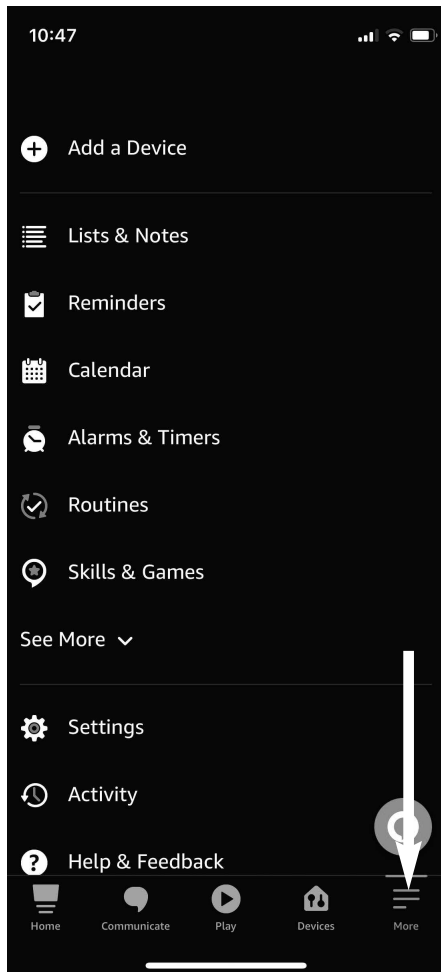 10:47
Add a Device
Lists & Notes
Reminders
Calendar
Alarms & Timers
Routines
Skills & Games
See More
Settings
Activity
Help & Feedback
Home Communicate Play Devices More